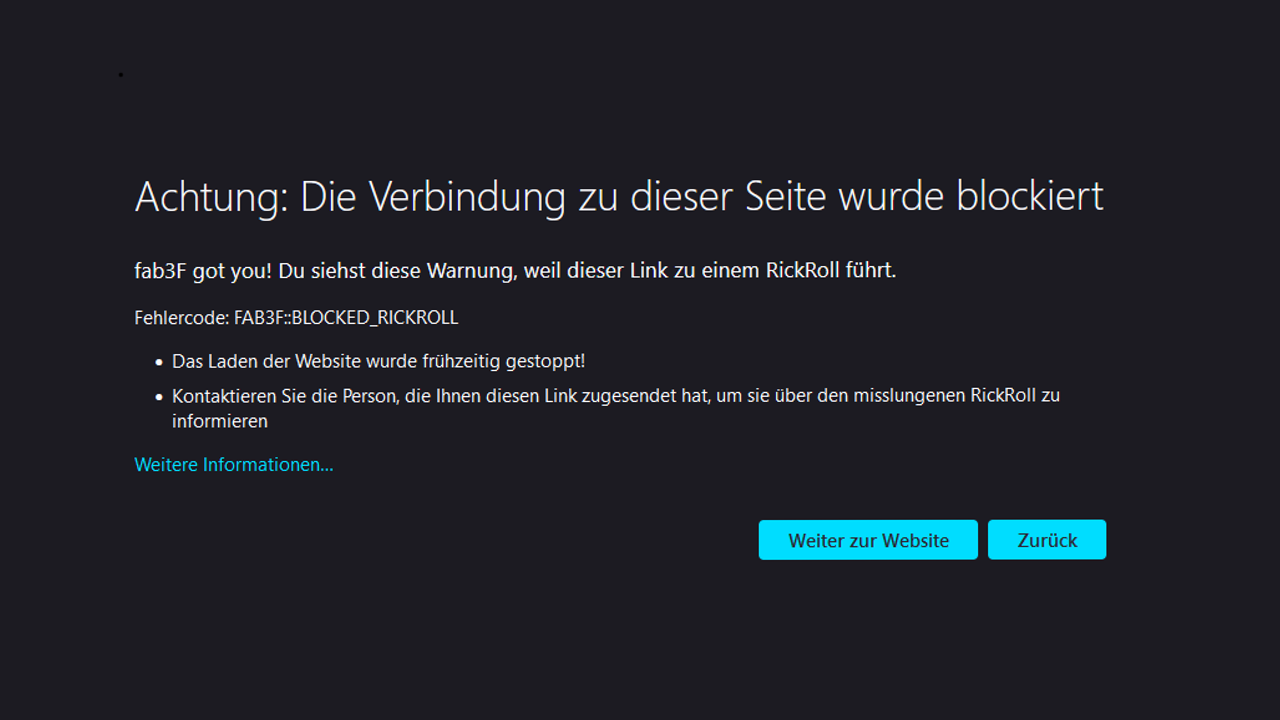 Achtung: Die Verbindung zu dieser Seite wurde blockiert
fab3F got you! Du siehst diese Warnung, weil dieser Link zu einem RickRoll führt.
Fehlercode: FAB3F::BLOCKED_RICKROLL
• Das Laden der Website wurde frühzeitig gestoppt!
• Kontaktieren Sie die Person, die Ihnen diesen Link zugesendet hat, um sie über den misslungenen RickRoll zu
informieren
Weitere Informationen...
Weiter zur Website
Zurück